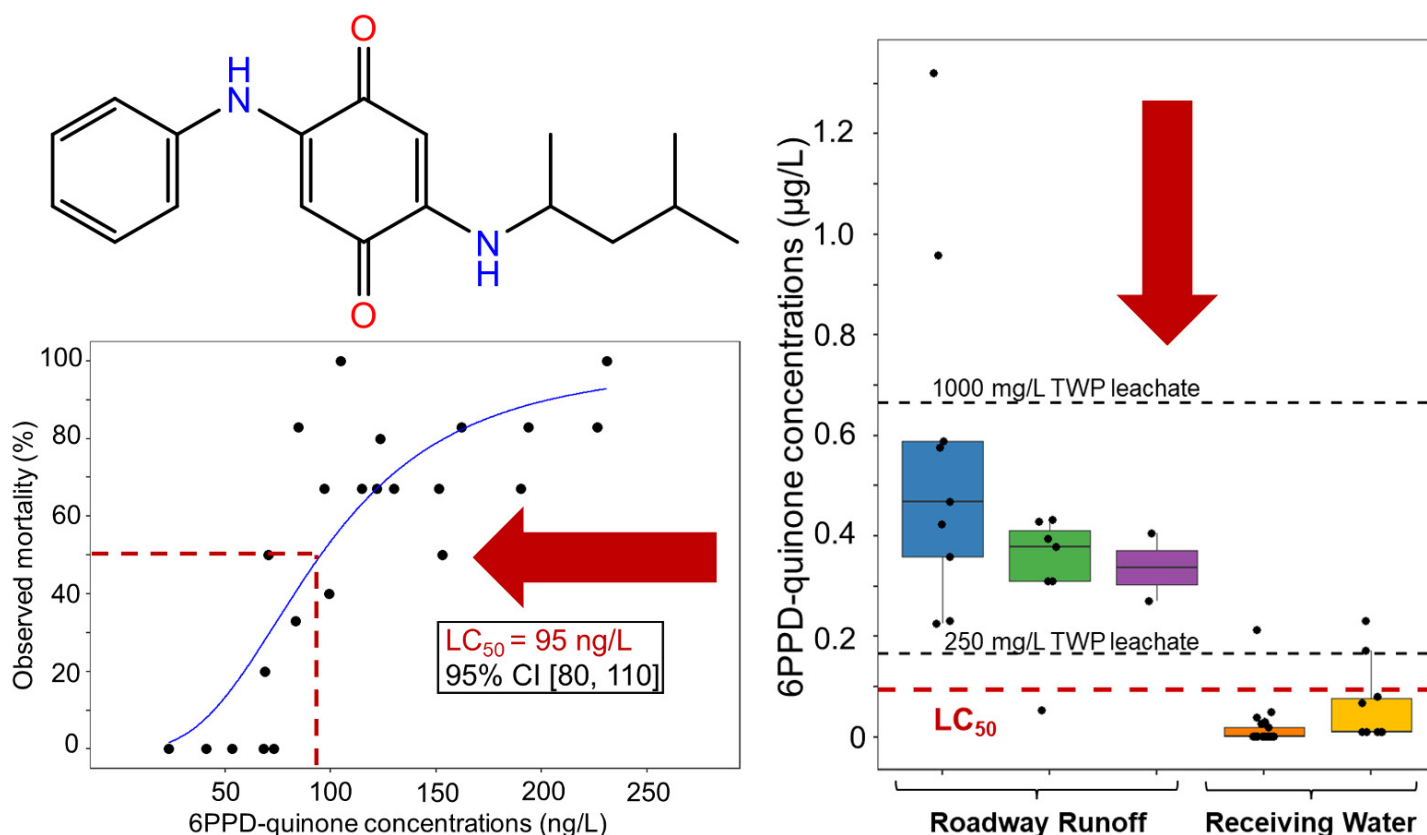 O
H
N
N
H
O
Observed mortality (%)
100
80
60
40
20
0
LC50 = 95 ng/L
95% CI [80, 110]
50
100
150
200
250
6PPD-quinone concentrations (ng/L)
6PPD-quinone concentrations (µg/L)
1.2
1.0
0.8
0.6
0.4
0.2
0
1000 mg/L TWP leachate
250 mg/L TWP leachate
LC50
Roadway Runoff
Receiving Water